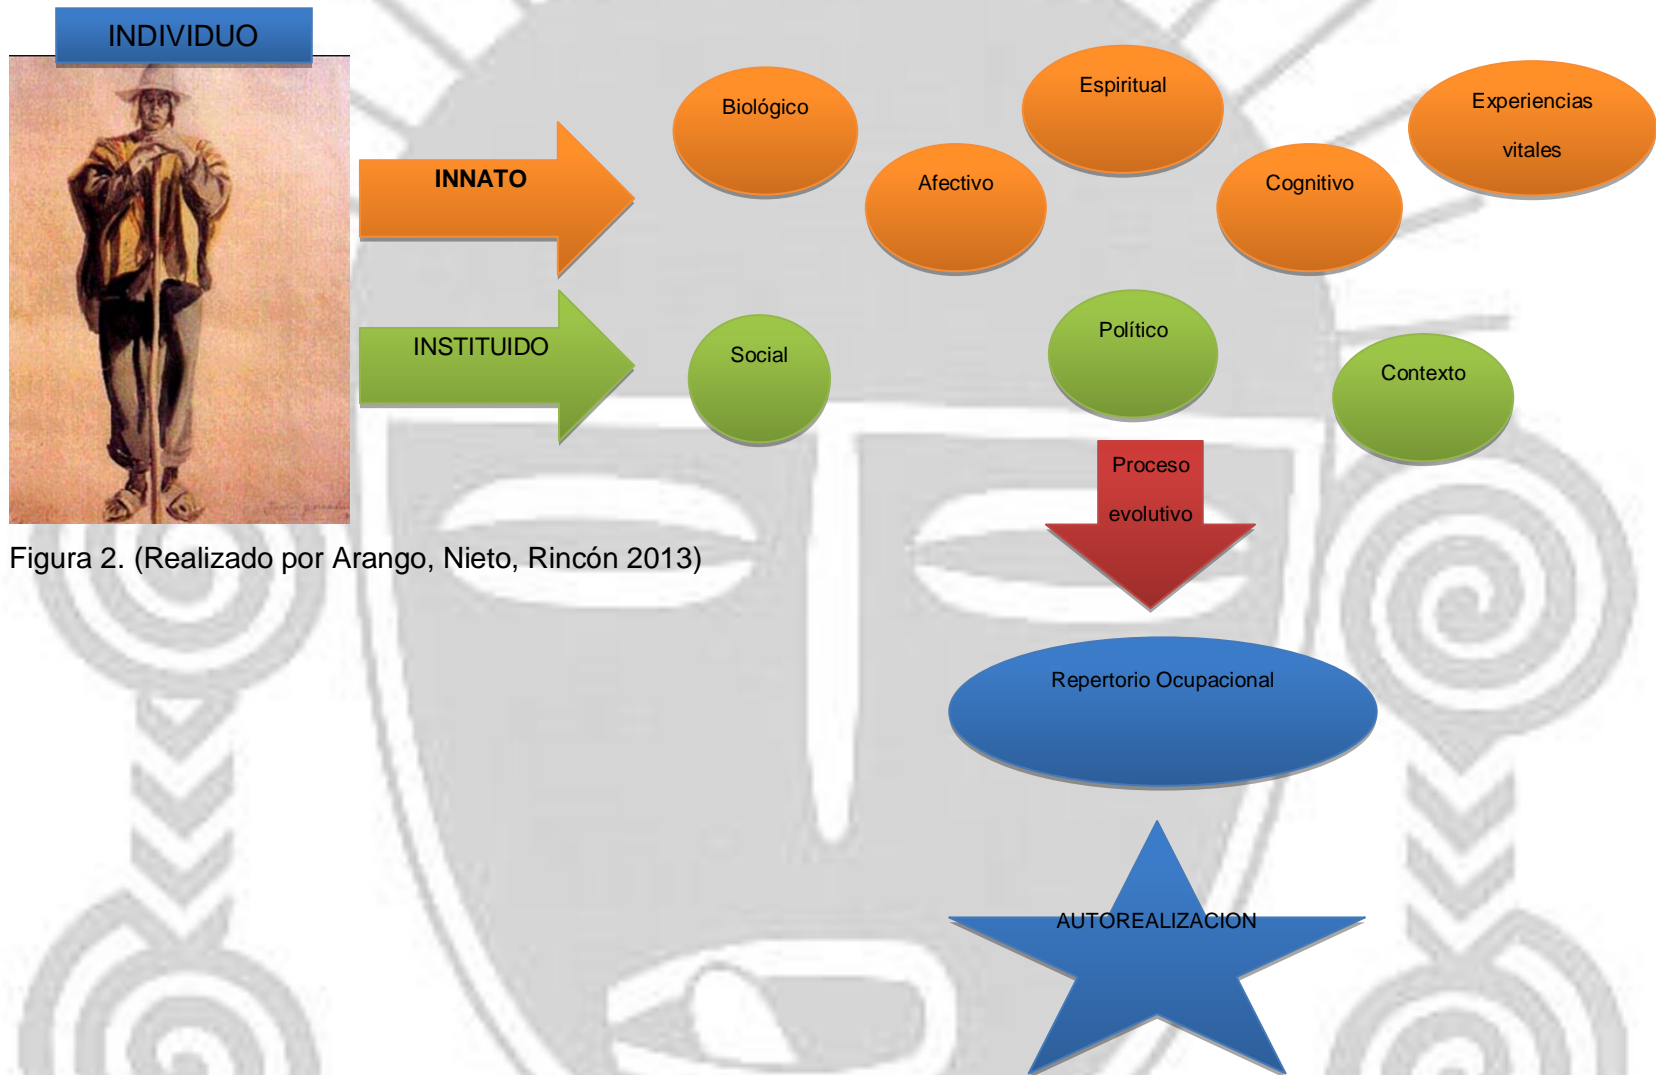 INDIVIDUO
INNATO
Biológico
Afectivo
Espiritual
Cognitivo
Experiencias
vitales
INSTITUIDO
Social
Político
Contexto
Proceso
evolutivo
Figura 2. (Realizado por Arango, Nieto, Rincón 2013)
Repertorio Ocupacional
AUTOREALIZACION